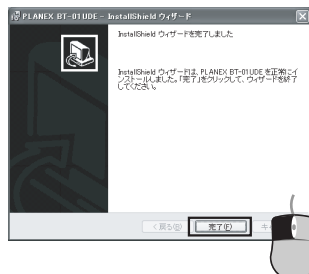 PLANEX BT-01UDE - InstallShield ウィザード
InstallShield ウィザードを完了しました
InstallShield ウィザードは、PLANEX BT-01UDE を正常にイ
ンストールしました。「完了」をクリックして、ウィザードを終了
してください。
< 戻る(B)
完了(F)
キ